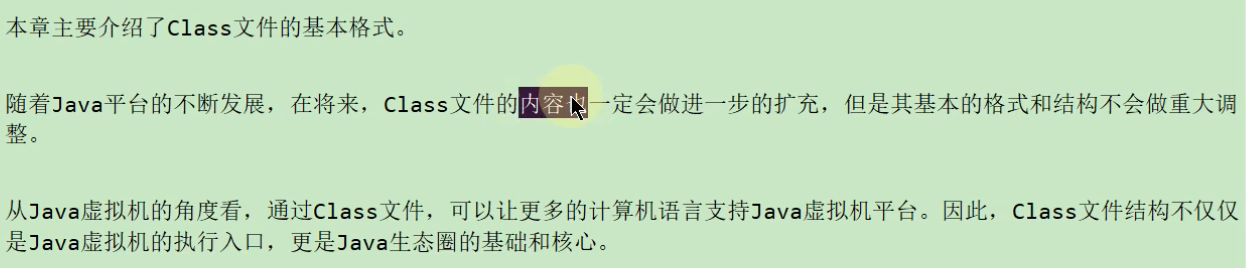 本章主要介绍了Class文件的基本格式。
随着Java平台的不断发展，在将来，Class文件的内容也一定会做进一步的扩充，但是其基本的格式和结构不会做重大调
整。
从Java虚拟机的角度看，通过Class文件，可以让更多的计算机语言支持Java虚拟机平台。因此，Class文件结构不仅仅
是Java虚拟机的执行入口，更是Java生态圈的基础和核心。